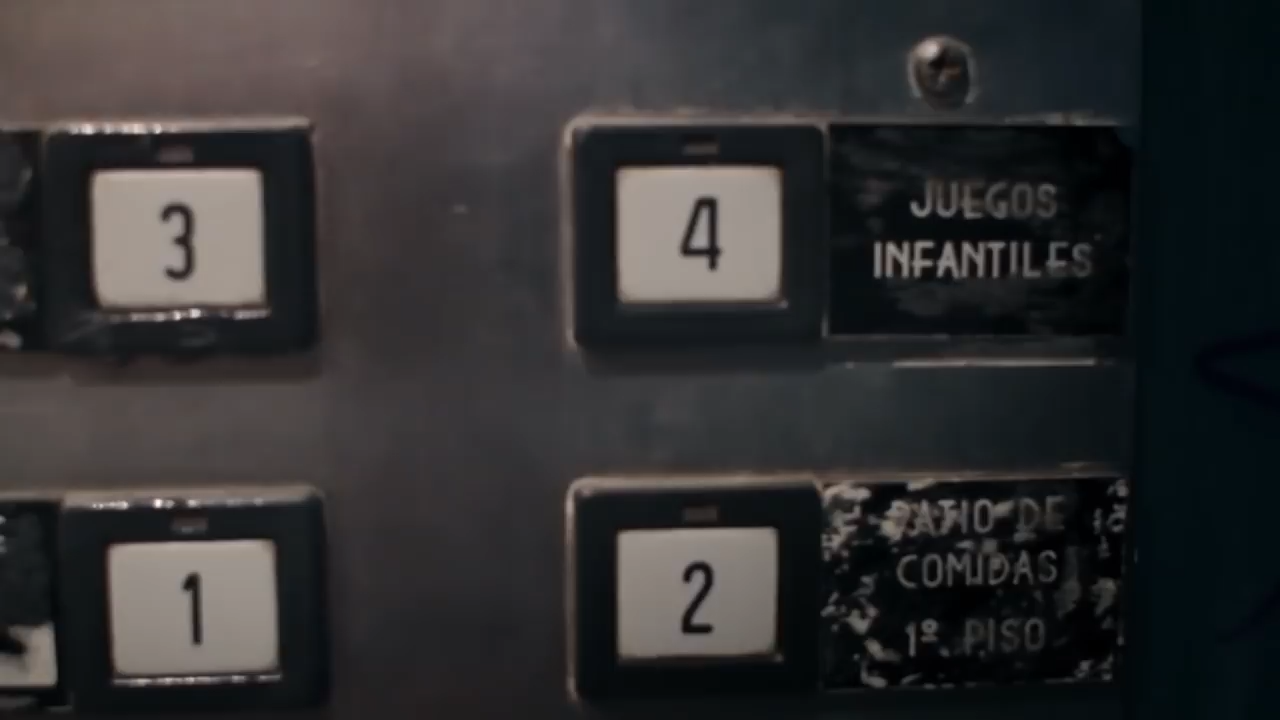 3
4
JUEGOS
INFANTILES
1
2
PATIO DE
COMIDAS
1º PISO